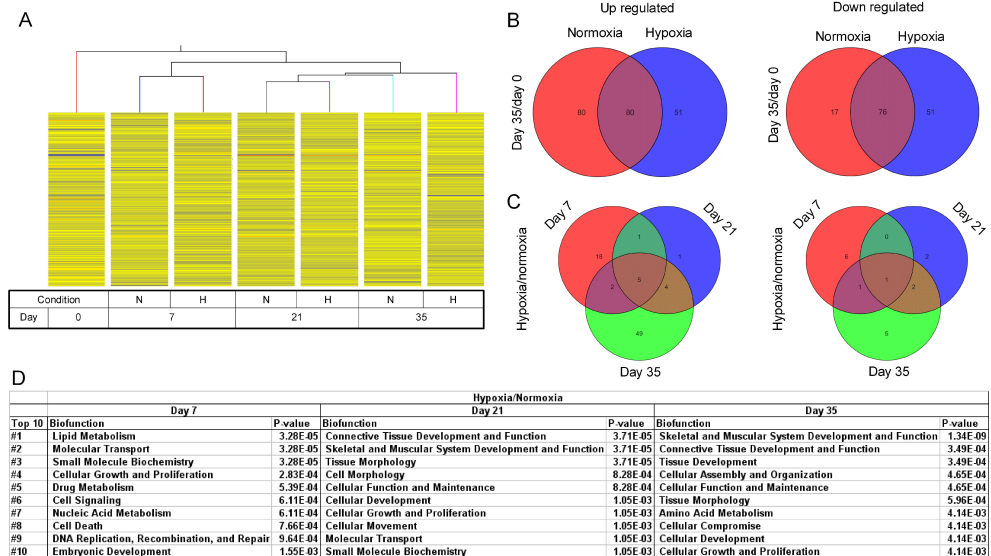 A
Condition N H N H N H
Day 0 7 21 35
B
Up regulated
Normoxia Hypoxia
Day 35/day 0
80 80 51
Down regulated
Normoxia Hypoxia
Day 35/day 0
17 76 51
C
Hypoxia/normoxia
Day 7
Day 21
1
16 1
5
2 4
49
Day 35
Hypoxia/normoxia
Day 7
Day 21
0
6 2
1
1 2
5
Day 35
D
Hypoxia/Normoxia
Day 7 Day 21 Day 35
Top 10 Biofunction P-value Biofunction P-value Biofunction P-value
#1 Lipid Metabolism 3.28E-05 Connective Tissue Development and Function 3.71E-05 Skeletal and Muscular System Development and Function 1.34E-09
#2 Molecular Transport 3.28E-05 Skeletal and Muscular System Development and Function 3.71E-05 Connective Tissue Development and Function 3.49E-04
#3 Small Molecule Biochemistry 3.28E-05 Tissue Morphology 3.71E-05 Tissue Development 3.49E-04
#4 Cellular Growth and Proliferation 2.83E-04 Cell Morphology 8.28E-04 Cellular Assembly and Organization 4.65E-04
#5 Drug Metabolism 5.39E-04 Cellular Function and Maintenance 8.28E-04 Cellular Function and Maintenance 4.65E-04
#6 Cell Signaling 6.11E-04 Cellular Development 1.05E-03 Tissue Morphology 5.96E-04
#7 Nucleic Acid Metabolism 6.11E-04 Cellular Growth and Proliferation 1.05E-03 Amino Acid Metabolism 4.14E-03
#8 Cell Death 7.66E-04 Cellular Movement 1.05E-03 Cellular Compromise 4.14E-03
#9 DNA Replication, Recombination, and Repair 9.64E-04 Molecular Transport 1.05E-03 Cellular Development 4.14E-03
#10 Embryonic Development 1.55E-03 Small Molecule Biochemistry 1.05E-03 Cellular Growth and Proliferation 4.14E-03